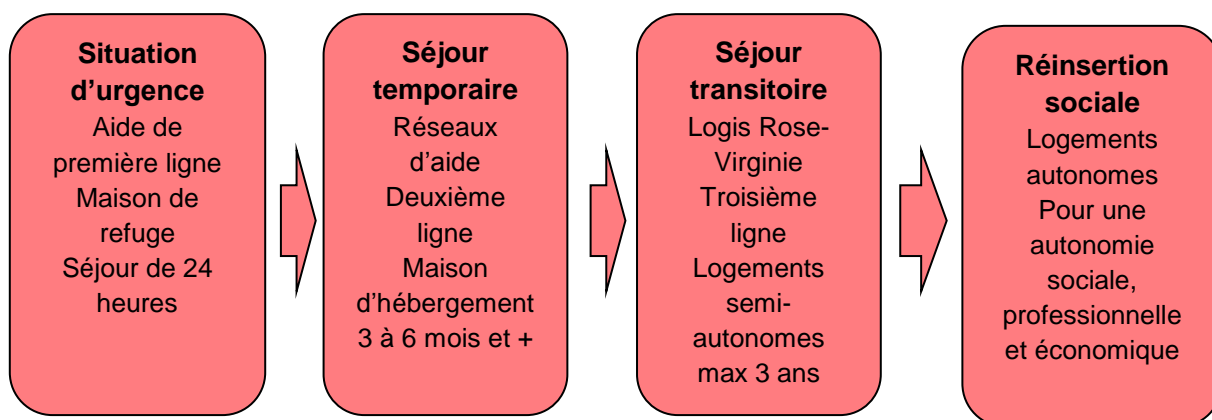 Situation
d’urgence
Aide de
première ligne
Maison de
refuge
Séjour de 24
heures
Séjour
temporaire
Réseaux
d’aide
Deuxième
ligne
Maison
d’hébergement
3 à 6 mois et +
Séjour
transitoire
Logis Rose-
Virginie
Troisième
ligne
Logements
semi-
autonomes
max 3 ans
Réinsertion
sociale
Logements
autonomes
Pour une
autonomie
sociale,
professionnelle
et économique